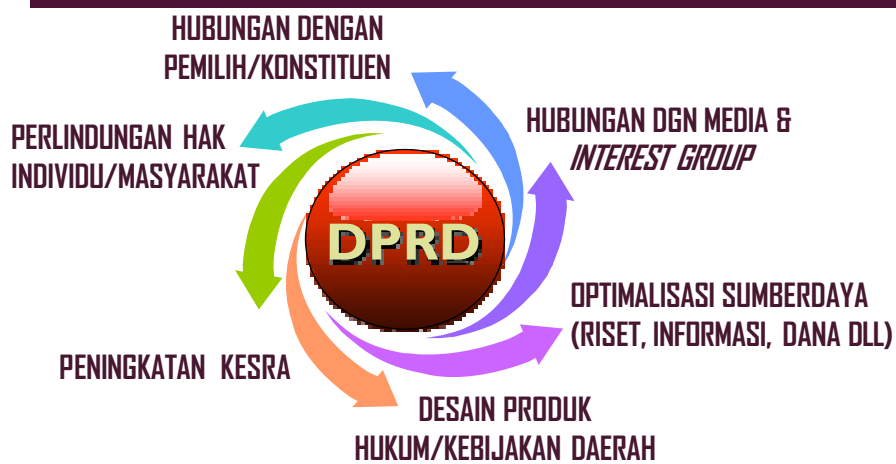 HUBUNGAN DENGAN
PEMILIH/KONSTITUEN
HUBUNGAN DGN MEDIA &
INTEREST GROUP
PERLINDUNGAN HAK
INDIVIDU/MASYARAKAT
DPRD
OPTIMALISASI SUMBERDAYA
(RISET, INFORMASI, DANA DLL)
PENINGKATAN KESRA
DESAIN PRODUK
HUKUM/KEBIJAKAN DAERAH